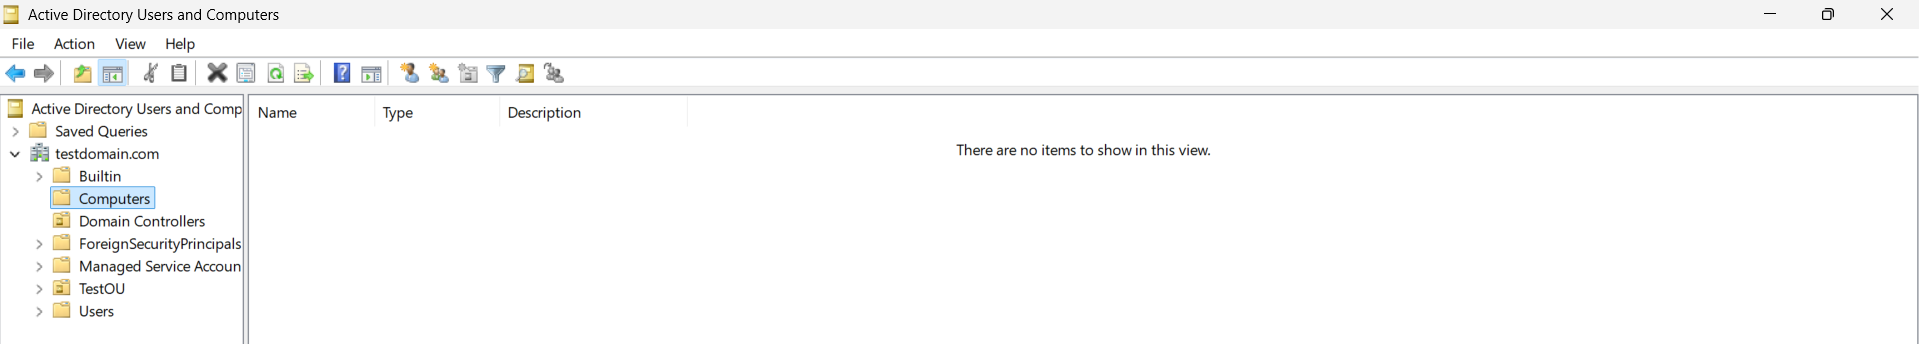 Active Directory Users and Computers
File Action View Help
Active Directory Users and Comp
Saved Queries
testdomain.com
Builtin
Computers
Domain Controllers
ForeignSecurityPrincipals
Managed Service Accoun
TestOU
Users
Name Type Description
There are no items to show in this view.